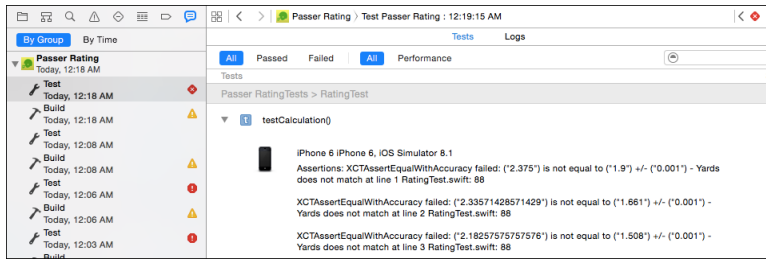 Passer Rating 〉 Test Passer Rating : 12:19:15 AM
By Group By Time
Tests Logs
Passer Rating
Today, 12:18 AM
Test
Today, 12:18 AM
Build
Today, 12:18 AM
Test
Today, 12:08 AM
Build
Today, 12:08 AM
Test
Today, 12:06 AM
Build
Today, 12:06 AM
Test
Today, 12:03 AM
Build
All Passed Failed All Performance
Tests
Passer RatingTests > RatingTest
t testCalculation()
iPhone 6 iPhone 6, iOS Simulator 8.1
Assertions: XCTAssertEqualWithAccuracy failed: ("2.375") is not equal to ("1.9") +/- ("0.001") - Yards
does not match at line 1 RatingTest.swift: 88
XCTAssertEqualWithAccuracy failed: ("2.33571428571429") is not equal to ("1.661") +/- ("0.001") -
Yards does not match at line 2 RatingTest.swift: 88
XCTAssertEqualWithAccuracy failed: ("2.18257575757576") is not equal to ("1.508") +/- ("0.001") -
Yards does not match at line 3 RatingTest.swift: 88